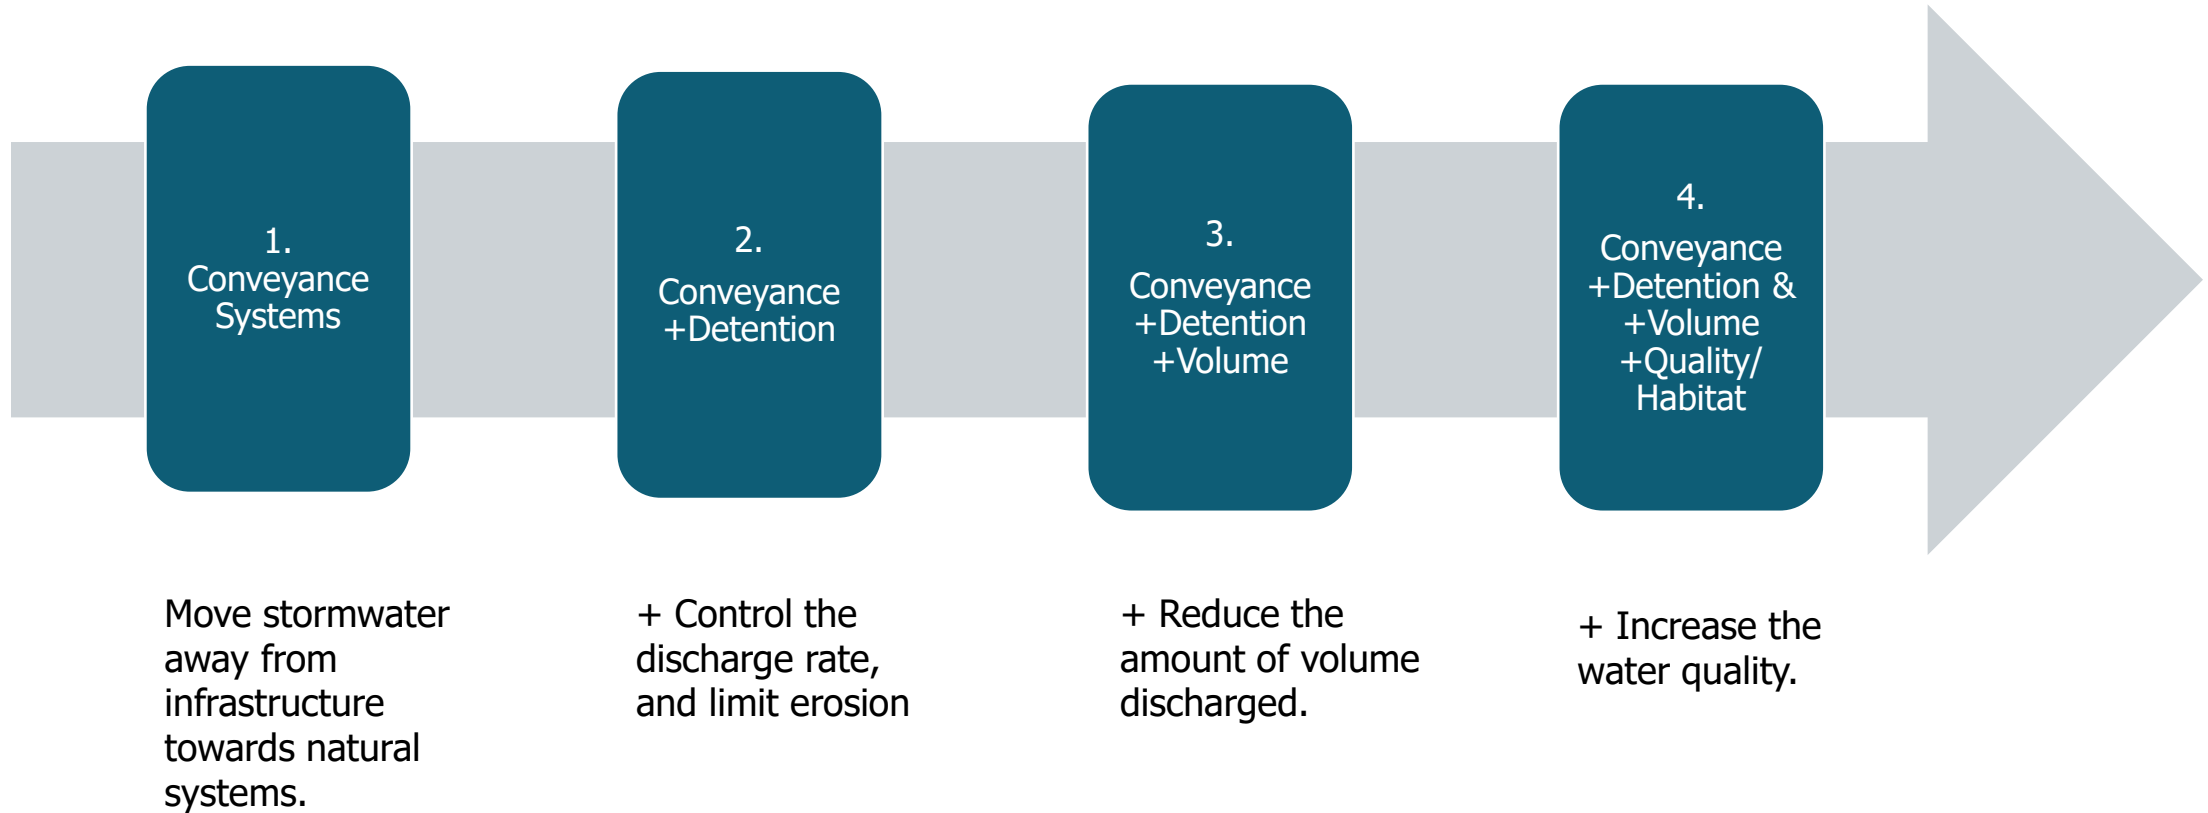 1.
Conveyance
Systems
2.
Conveyance
+Detention
3.
Conveyance
+Detention
+Volume
4.
Conveyance
+Detention &
+Volume
+Quality/
Habitat
Move stormwater
away from
infrastructure
towards natural
systems.
+ Control the
discharge rate,
and limit erosion
+ Reduce the
amount of volume
discharged.
+ Increase the
water quality.